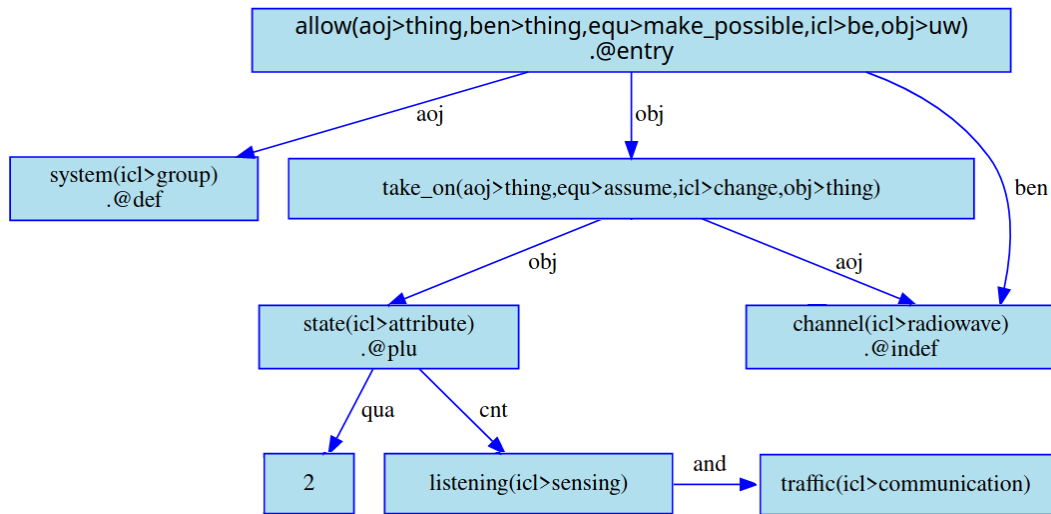 allow(aoj>thing,ben>thing,equ>make_possible,icl>be,obj>uw)
.@entry
aoj
obj
ben
system(icl>group)
.@def
take_on(aoj>thing,equ>assume,icl>change,obj>thing)
obj
aoj
state(icl>attribute)
.@plu
channel(icl>radiowave)
.@indef
qua
cnt
2
listening(icl>sensing)
and
traffic(icl>communication)